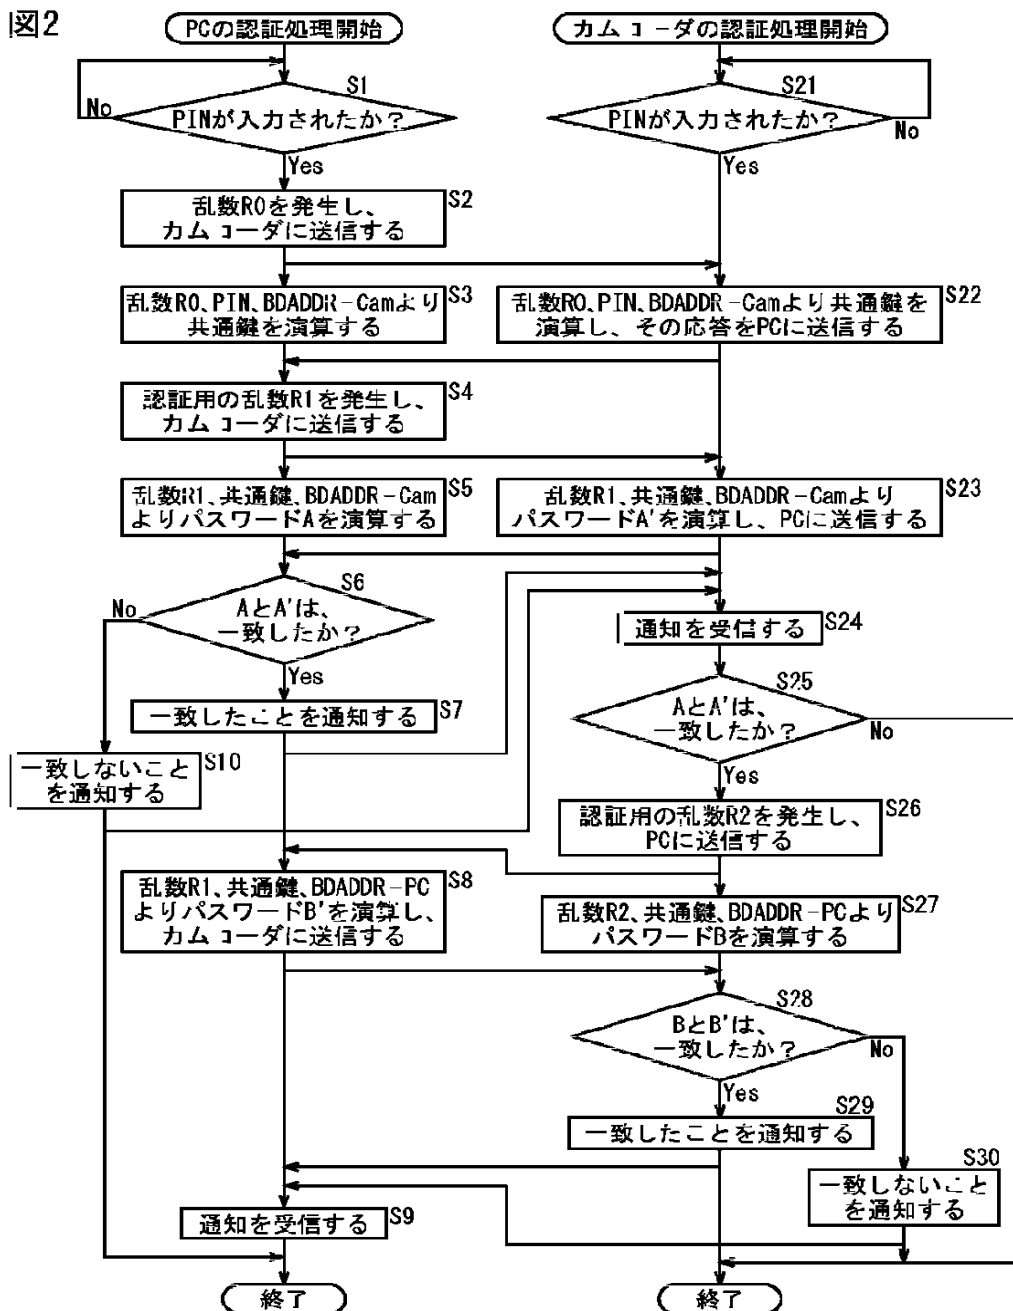 図2
PCの認証処理開始
カムコーダの認証処理開始
S1
PINが入力されたか？
No
Yes
S21
PINが入力されたか？
No
Yes
S2
乱数R0を発生し、
カムコーダに送信する
S3
乱数R0、PIN、BDADDR-Camより
共通鍵を演算する
S22
乱数R0、PIN、BDADDR-Camより共通鍵を
演算し、その応答をPCに送信する
S4
認証用の乱数R1を発生し、
カムコーダに送信する
S5
乱数R1、共通鍵、BDADDR-Cam
よりパスワードAを演算する
S23
乱数R1、共通鍵、BDADDR-Camより
パスワードA'を演算し、PCに送信する
S6
AとA'は、
一致したか？
No
Yes
S24
通知を受信する
S7
一致したことを通知する
S25
AとA'は、
一致したか？
No
Yes
S10
一致しないこと
を通知する
S26
認証用の乱数R2を発生し、
PCに送信する
S8
乱数R1、共通鍵、BDADDR-PC
よりパスワードB'を演算し、
カムコーダに送信する
S27
乱数R2、共通鍵、BDADDR-PCより
パスワードBを演算する
S28
BとB'は、
一致したか？
No
Yes
S29
一致したことを通知する
S30
一致しないこと
を通知する
S9
通知を受信する
終了
終了